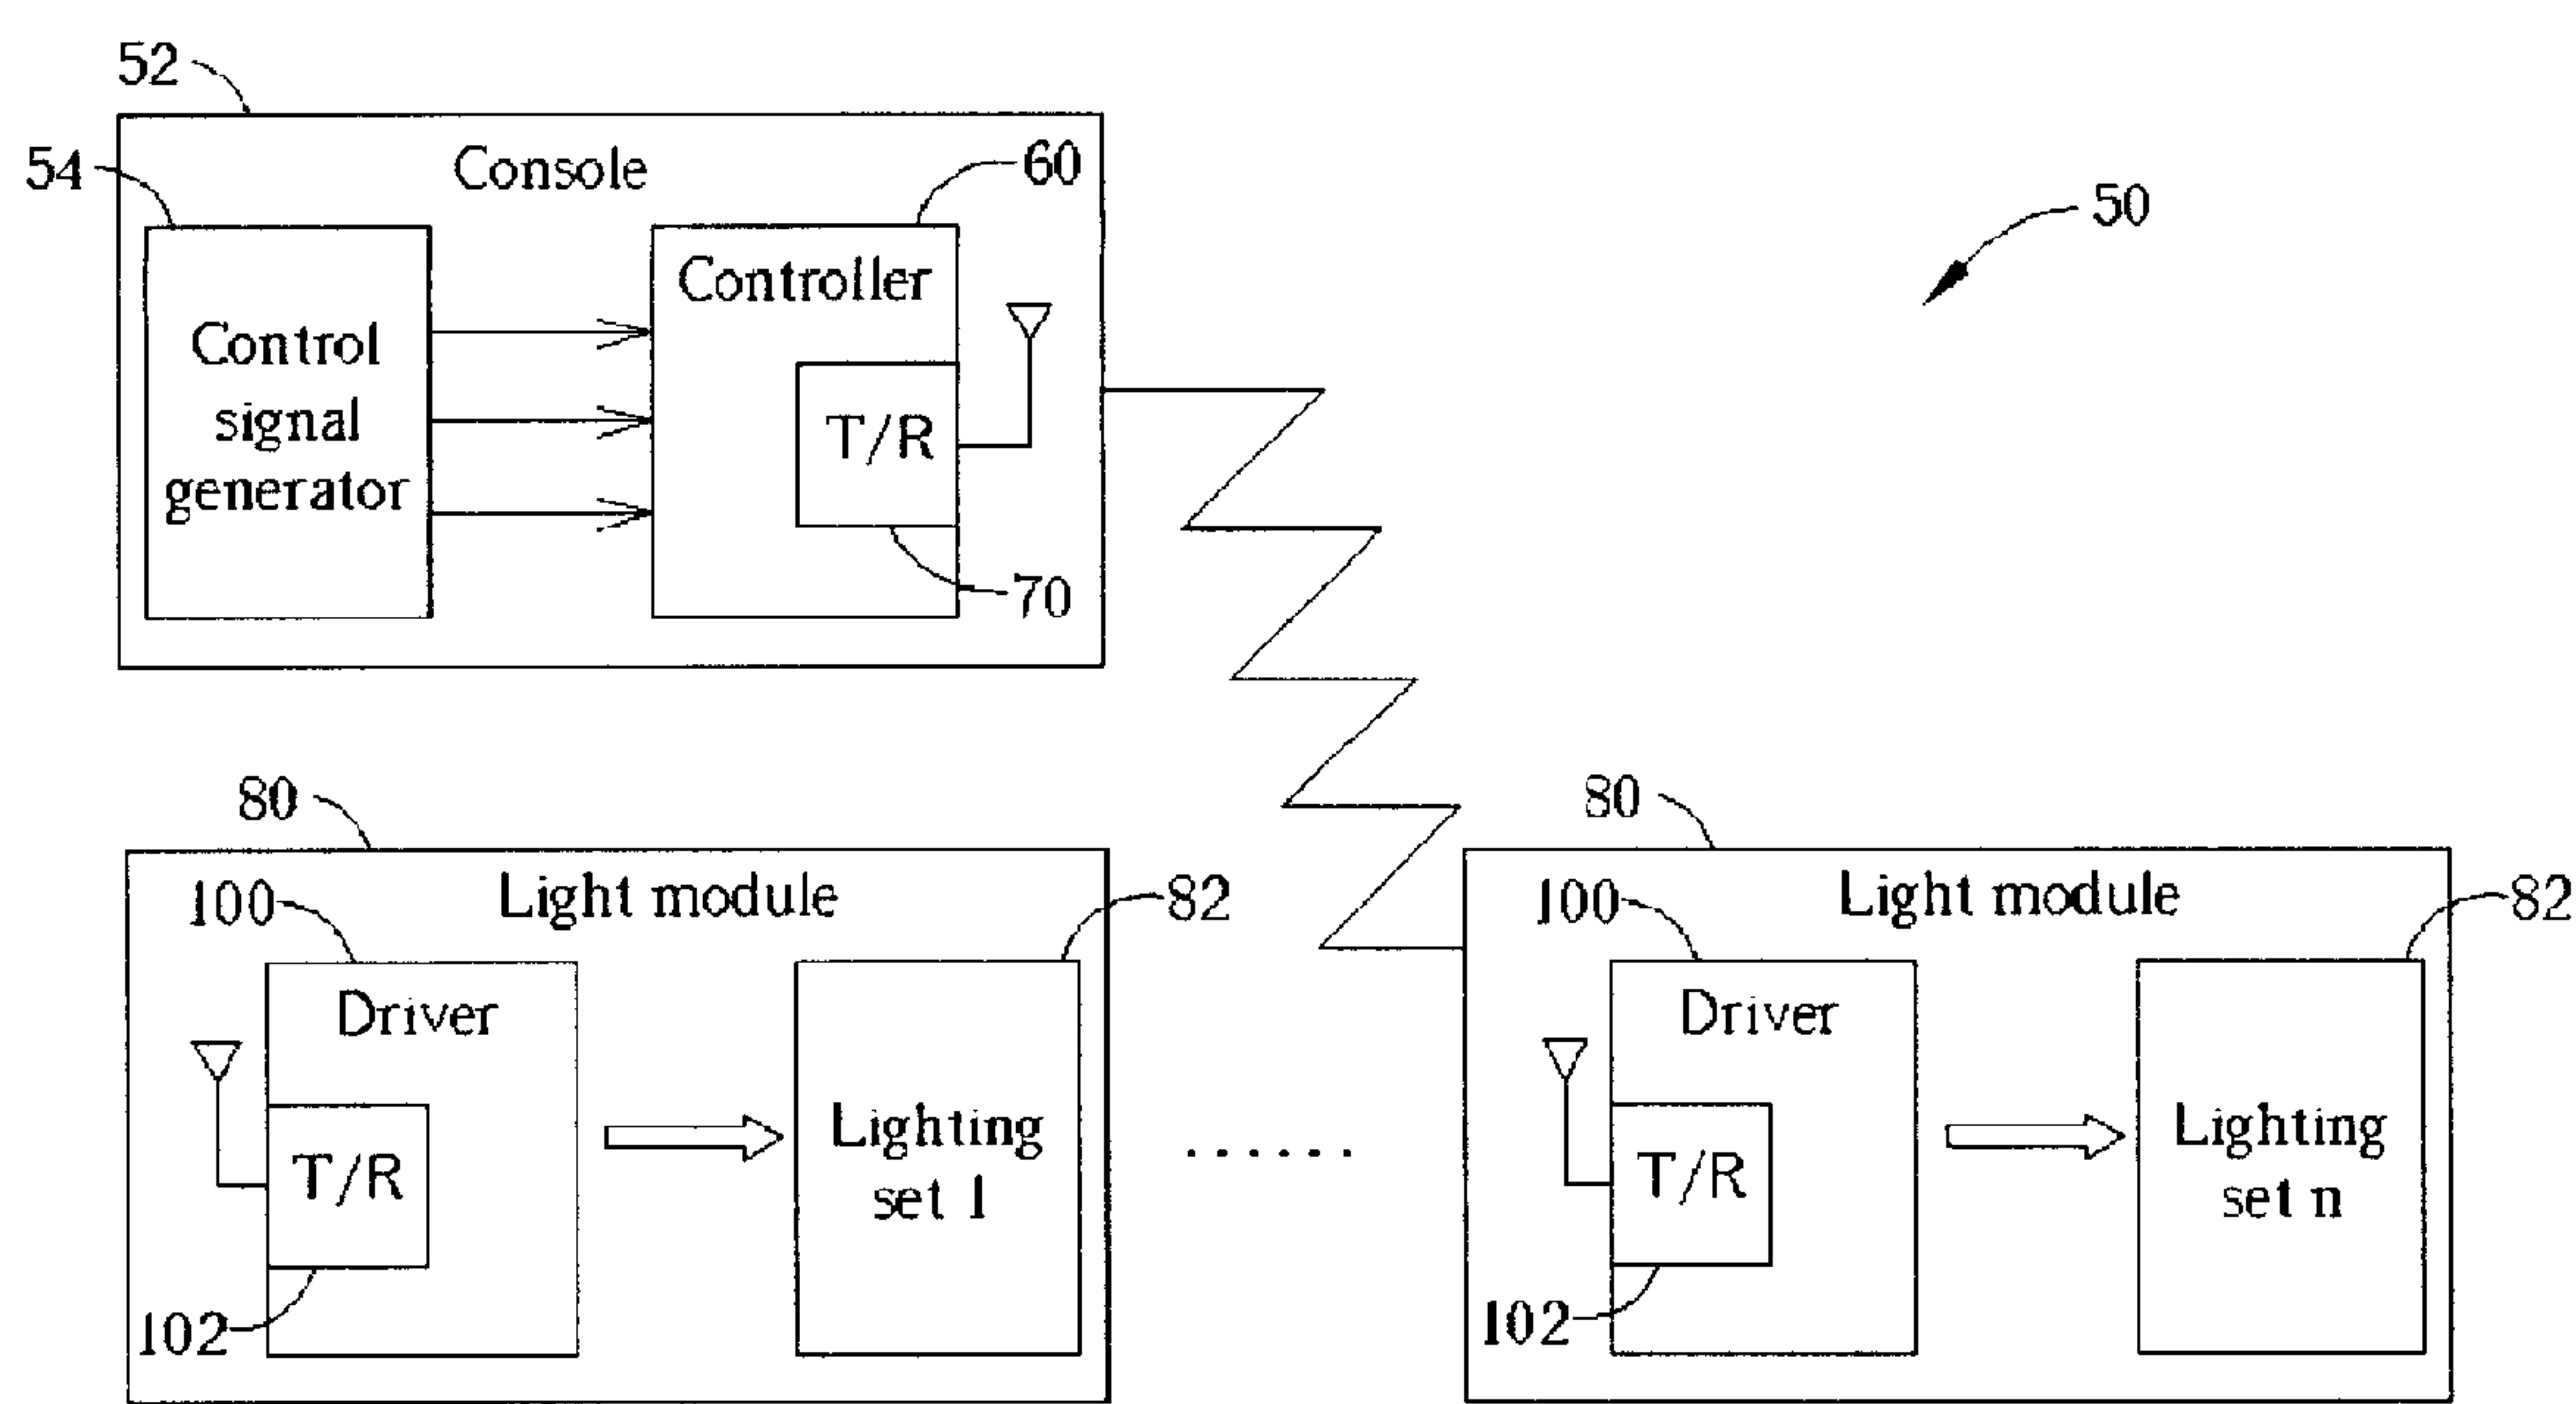 52
54
Console
60
50
Controller
Control
signal
generator
T/R
70
80
80
Light module
Light module
100
82
100
82
Driver
Driver
T/R
Lighting
set 1
......
T/R
Lighting
set n
102
102